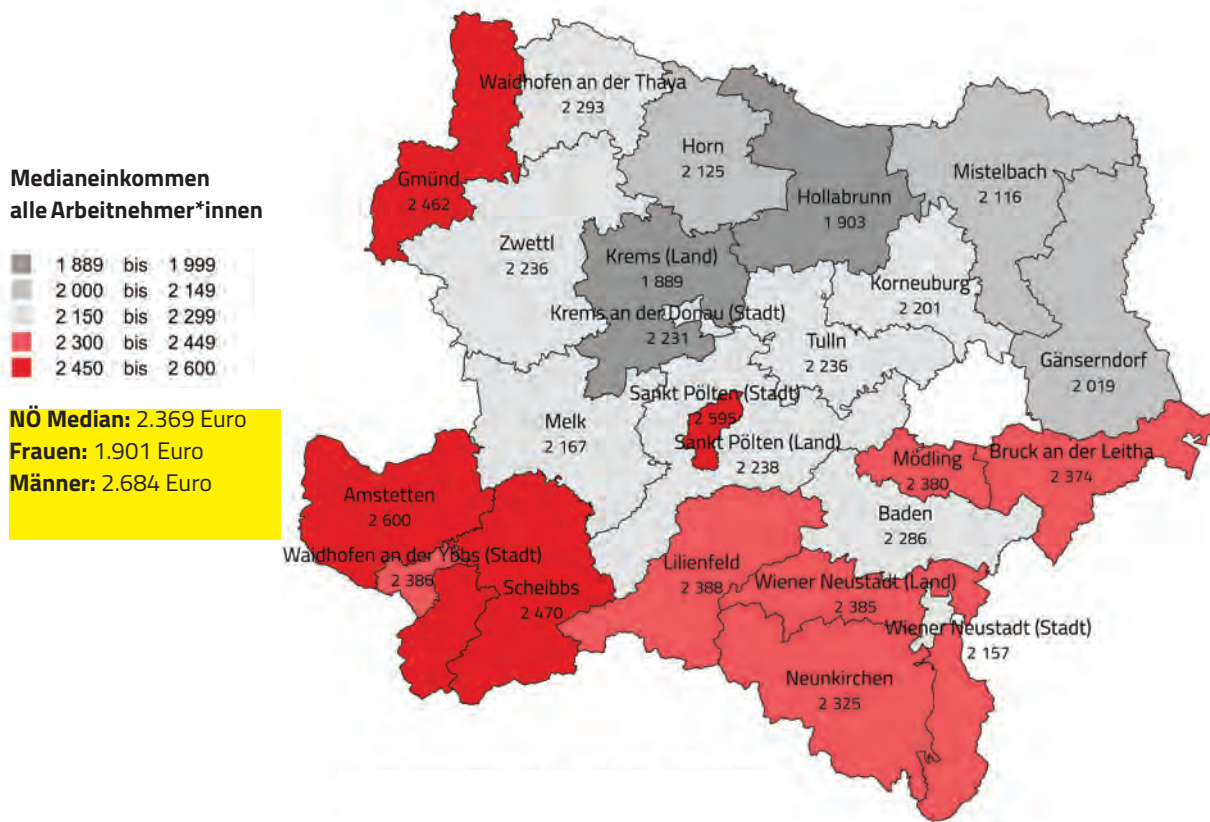 Medianeinkommen
alle Arbeitnehmer*innen
1 889 bis 1 999
2 000 bis 2 149
2 150 bis 2 299
2 300 bis 2 449
2 450 bis 2 600
NÖ Median: 2.369 Euro
Frauen: 1.901 Euro
Männer: 2.684 Euro
Waidhofen an der Thaya
2 293
Horn
2 125
Mistelbach
2 116
Gmünd
2 462
Hollabrunn
1 903
Zwettl
2 236
Krems (Land)
1 889
Korneuburg
2 201
Krems an der Donau (Stadt)
2 231
Tulln
2 236
Gänserndorf
2 019
Sankt Pölten (Stadt)
2 595
Melk
2 167
Sankt Pölten (Land)
2 238
Mödling
2 380
Bruck an der Leitha
2 374
Amstetten
2 600
Baden
2 286
Waidhofen an der Ybbs (Stadt)
2 386
Lilienfeld
2 388
Wiener Neustadt (Land)
2 385
Scheibbs
2 470
Wiener Neustadt (Stadt)
2 157
Neunkirchen
2 325